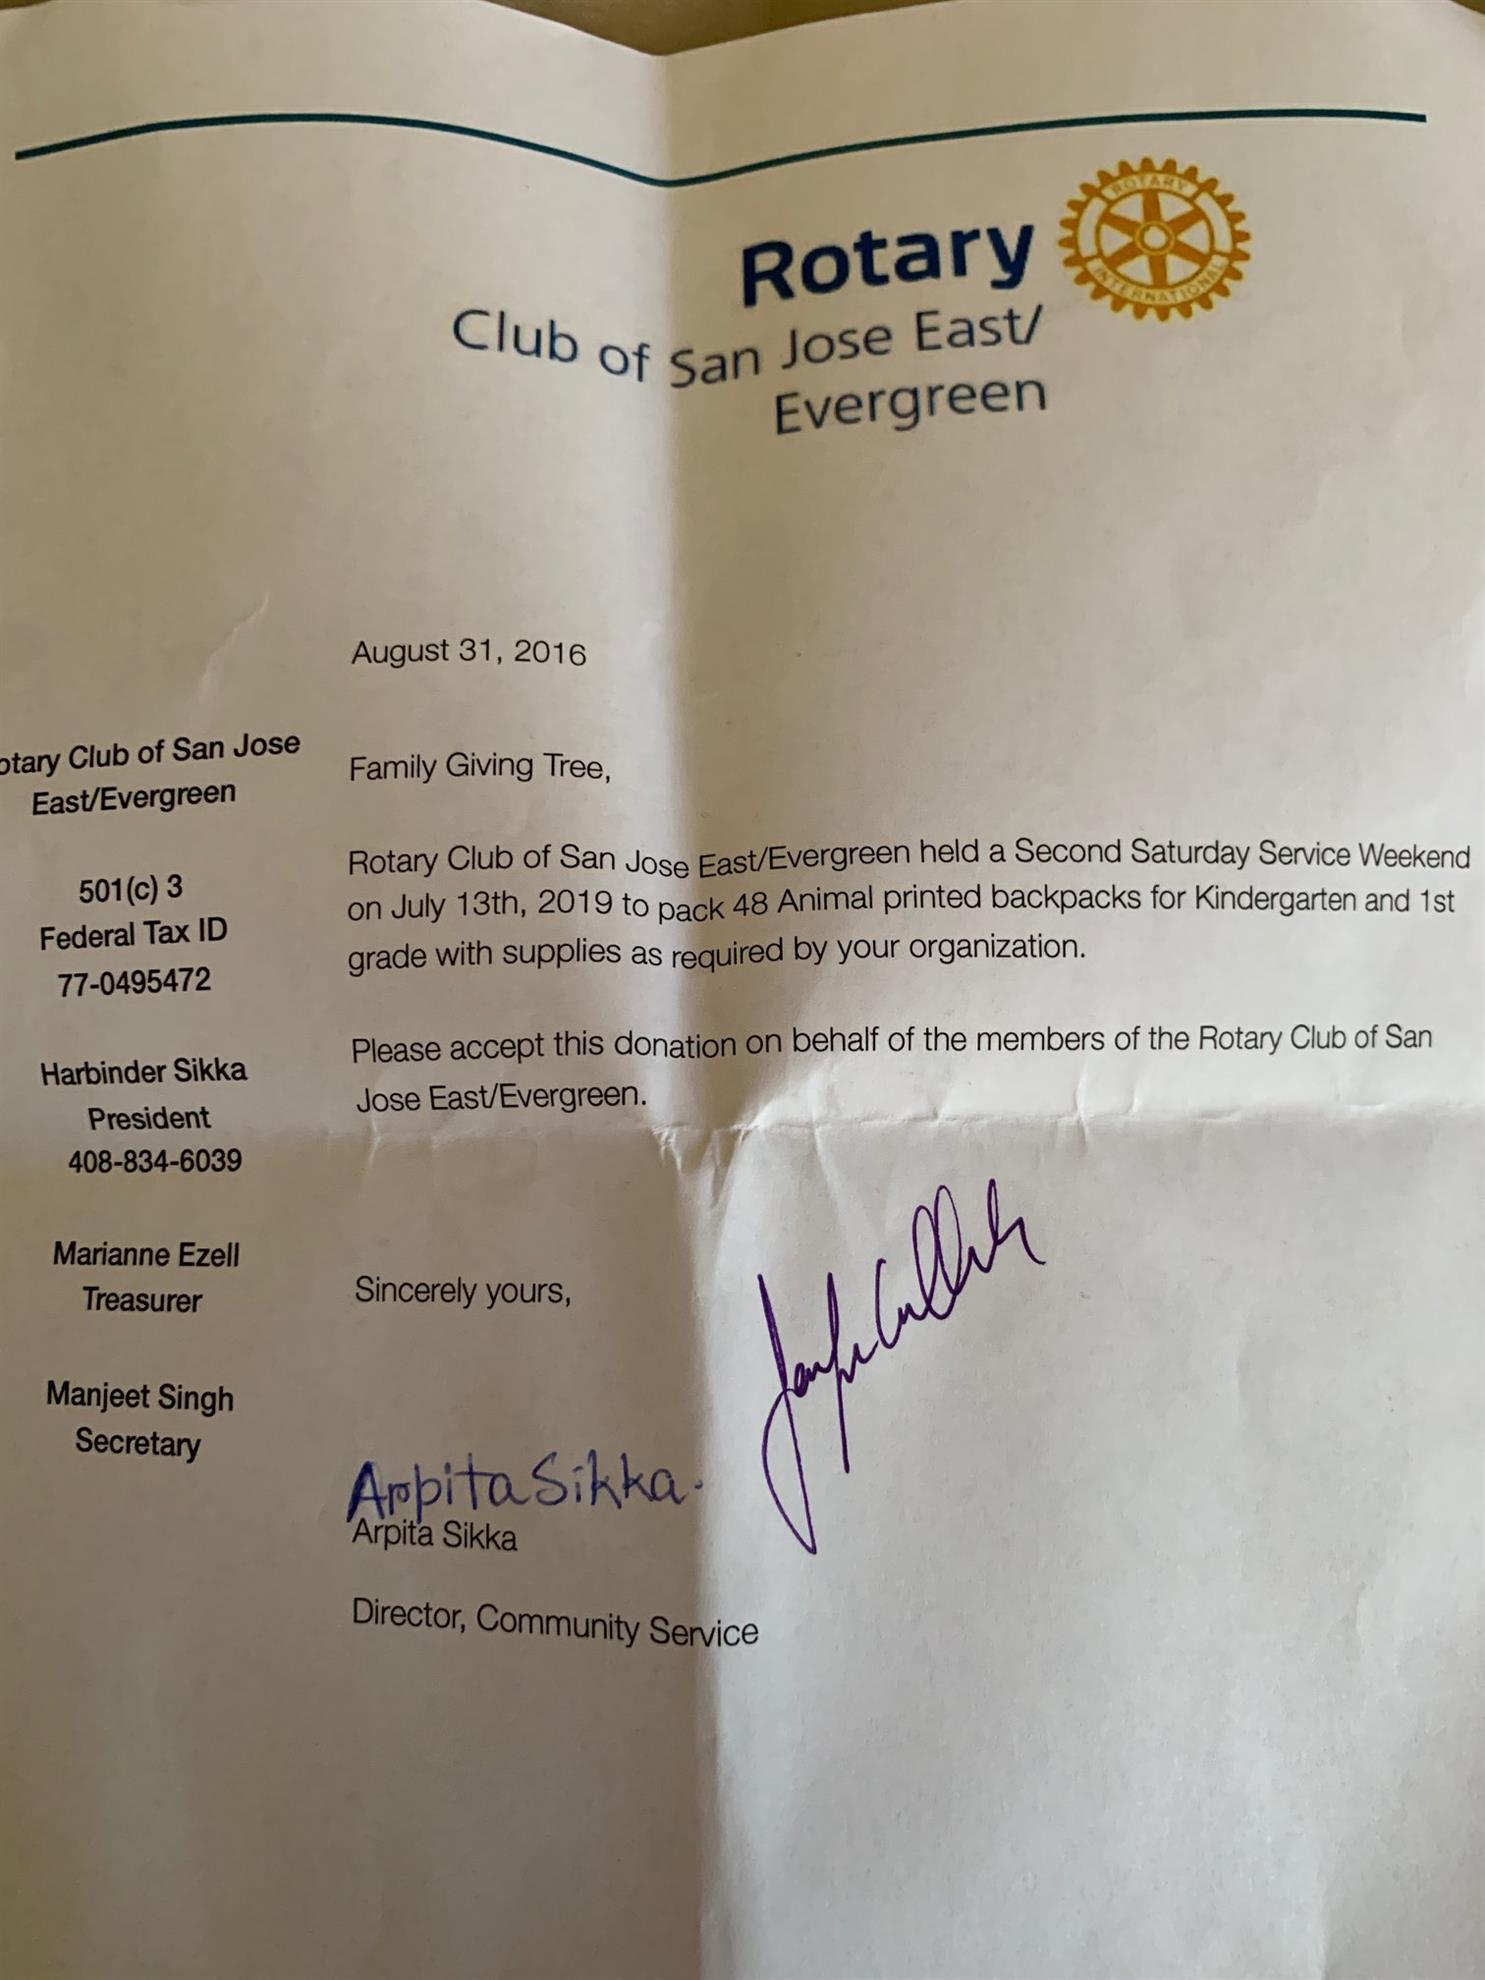 Rotary
Club of San Jose East/
Evergreen
ROTARY
INTERNATIONAL
August 31, 2016
otary Club of San Jose
East/Evergreen
501(c) 3
Federal Tax ID
77-0495472
Harbinder Sikka
President
408-834-6039
Marianne Ezell
Treasurer
Manjeet Singh
Secretary
Family Giving Tree,
Rotary Club of San Jose East/Evergreen held a Second Saturday Service Weekend
on July 13th, 2019 to pack 48 Animal printed backpacks for Kindergarten and 1st
grade with supplies as required by your organization.
Please accept this donation on behalf of the members of the Rotary Club of San
Jose East/Evergreen.
Sincerely yours,
Arpita Sikka.
Arpita Sikka
Director, Community Service